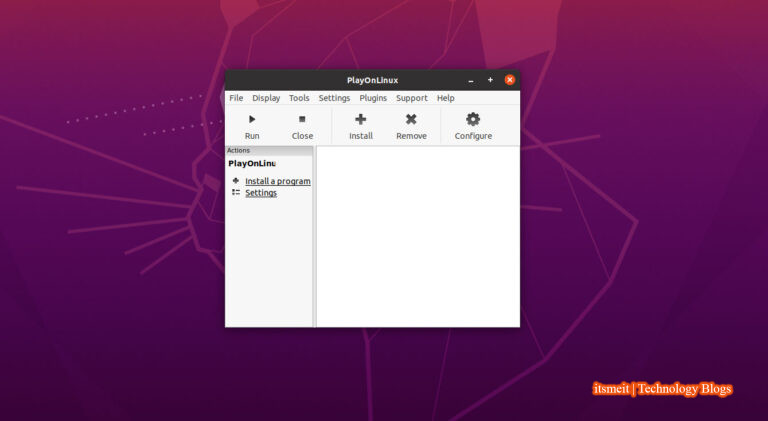 PlayOnLinux
File Display Tools Settings Plugins Support Help
Run Close Install Remove Configure
Actions
PlayOnLinu
Install a program
Settings
itsmeit | Technology Blogs